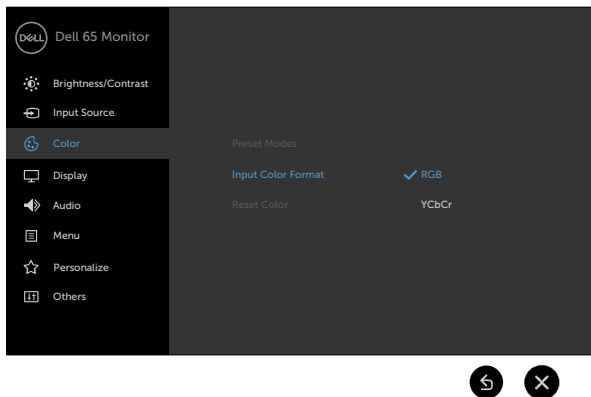 DELL Dell 65 Monitor
Brightness/Contrast
Input Source
Color
Preset Modes
Display
Input Color Format RGB
Audio
Reset Color YCbCr
Menu
Personalize
Others